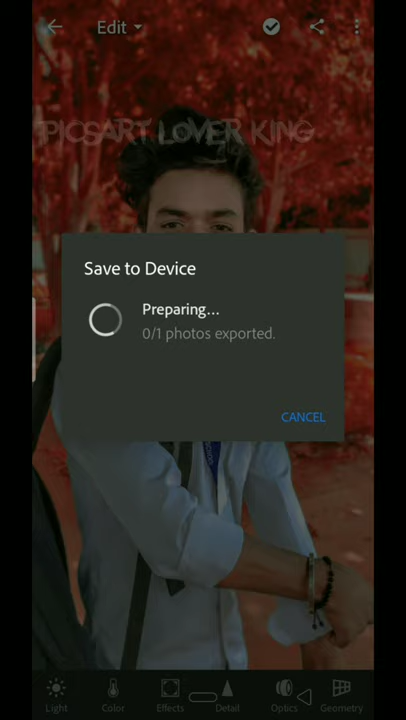 Edit
PICSART LOVER KING
Save to Device
Preparing...
0/1 photos exported.
CANCEL
Light Color Effects Detail Optics Geometry